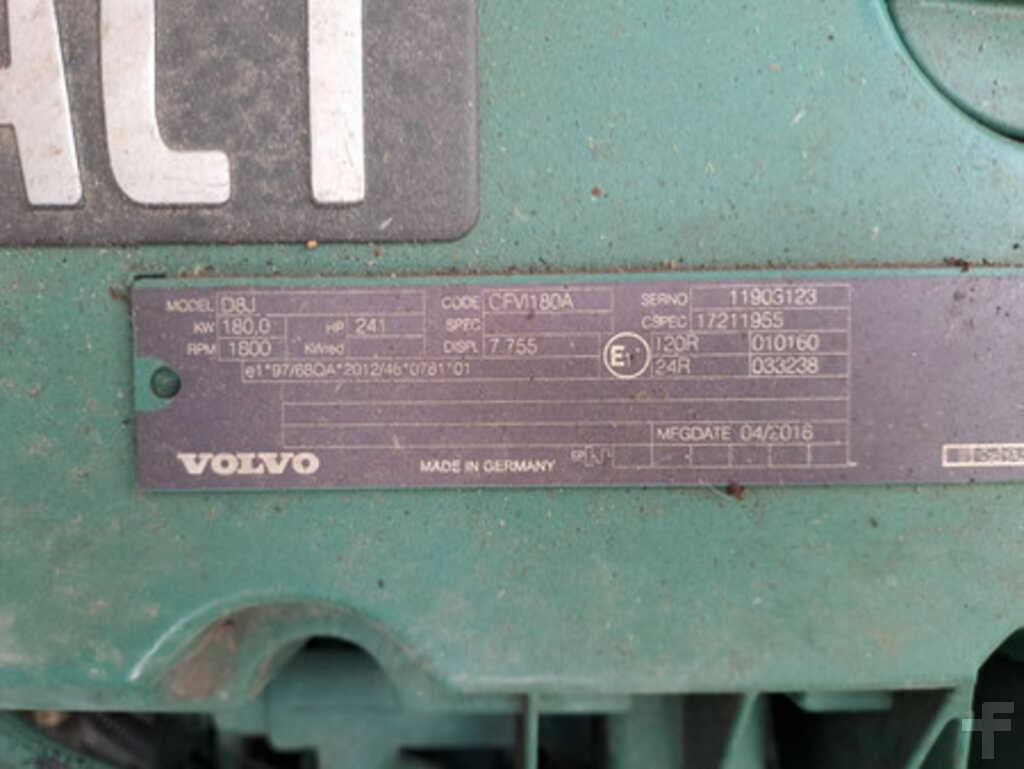 ACT
MODEL D8J CODE CFVI180A SERNO 11903123
KW 180,0 HP 241 SPEC CSPEC 17211955
RPM 1800 KWred DISPL 7.755 E1 120R 010160
24R 033238
e1*97/68QA*2012/46*0781*01
MFGDATE 04/2016
VOLVO MADE IN GERMANY